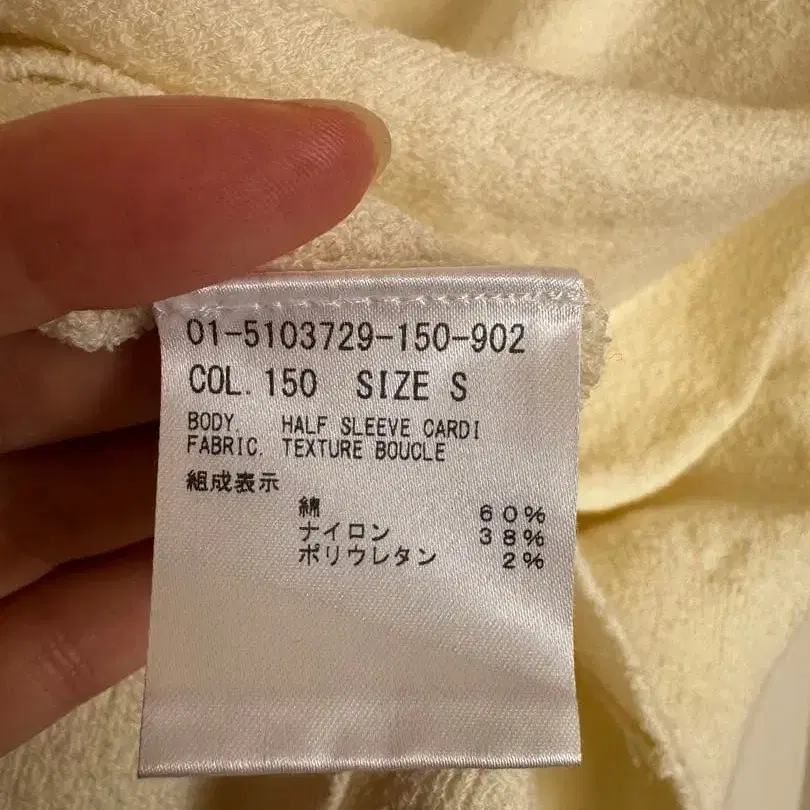 01-5103729-150-902
COL. 150 SIZE S
BODY. HALF SLEEVE CARDI
FABRIC. TEXTURE BOUCLE
組成表示
綿 60%
ナイロン 38%
ポリウレタン 2%